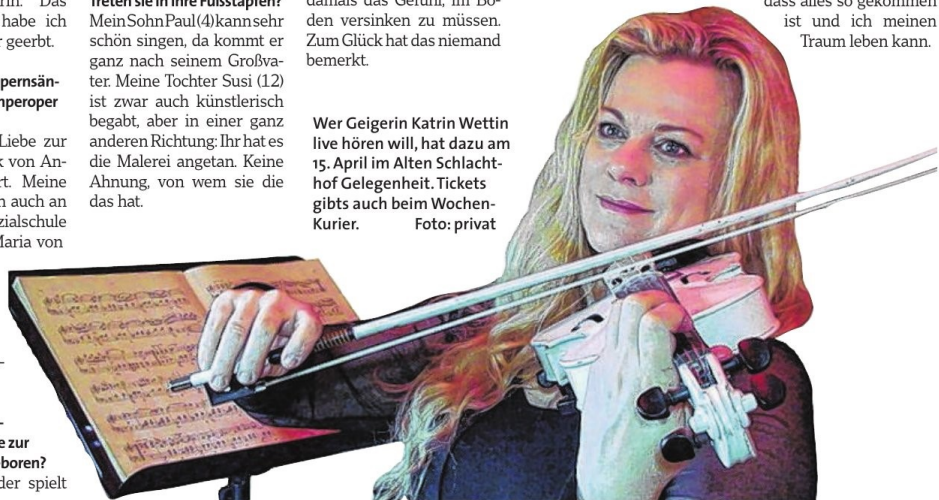 Das
habe ich
geerbt.
pernsän-
peroper
Liebe zur
von An-
Meine
auch an
zialschule
Maria von
zur
boren?
der spielt
Treten sie in Ihre Fußstapfen?
Mein Sohn Paul (4) kann sehr
schön singen, da kommt er
ganz nach seinem Großva-
ter. Meine Tochter Susi (12)
ist zwar auch künstlerisch
begabt, aber in einer ganz
anderen Richtung: Ihr hat es
die Malerei angetan. Keine
Ahnung, von wem sie die
das hat.
damals das Gefühl, im Bo-
den versinken zu müssen.
Zum Glück hat das niemand
bemerkt.
Wer Geigerin Katrin Wettin
live hören will, hat dazu am
15. April im Alten Schlacht-
hof Gelegenheit. Tickets
gibts auch beim Wochen-
Kurier. Foto: privat
dass alles so gekommen
ist und ich meinen
Traum leben kann.